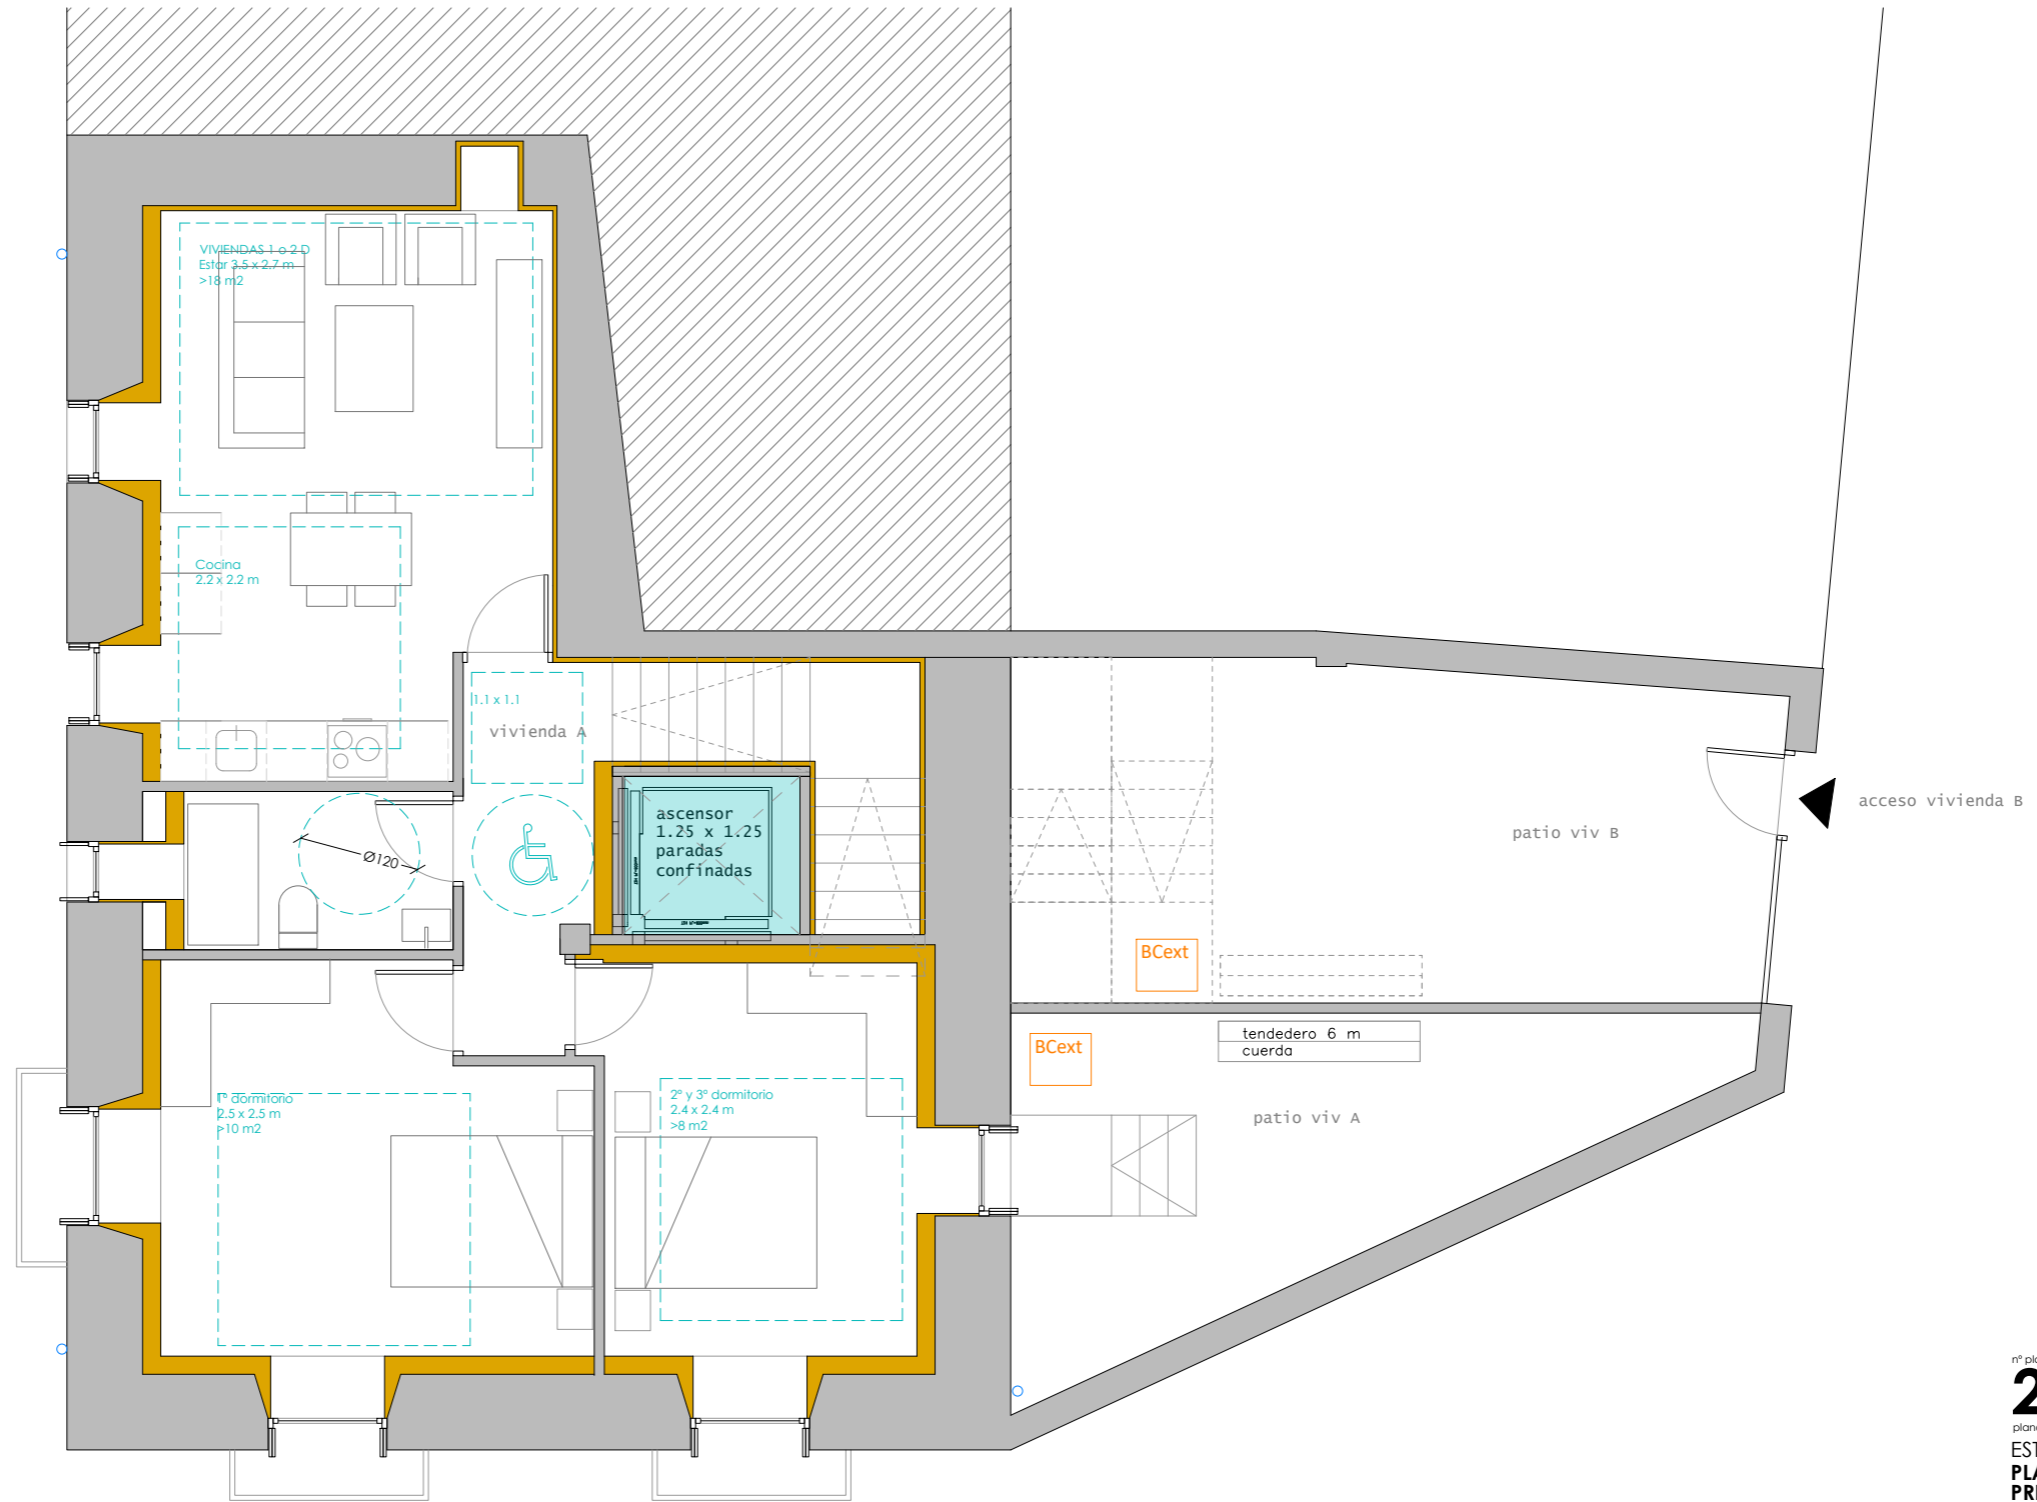 VIVIENDAS 1 o 2 D
Estar 3.5 x 2.7 m
>18 m2
Cocina
2.2 x 2.2 m
1.1 x 1.1
vivienda A
ascensor
1.25 x 1.25
paradas
confinadas
Ø120
patio viv B
acceso vivienda B
BCext
BCext
tendedero 6 m
cuerda
patio viv A
1º dormitorio
2.5 x 2.5 m
>10 m2
2º y 3º dormitorio
2.4 x 2.4 m
>8 m2
nº pl
2
plan
EST
PLA
PRI